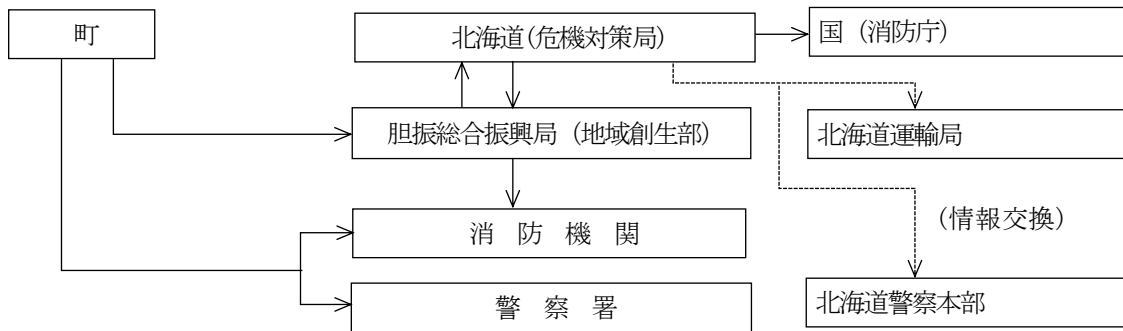 町
北海道(危機対策局)
国(消防庁)
胆振総合振興局(地域創生部)
北海道運輸局
消防機関
(情報交換)
警察署
北海道警察本部